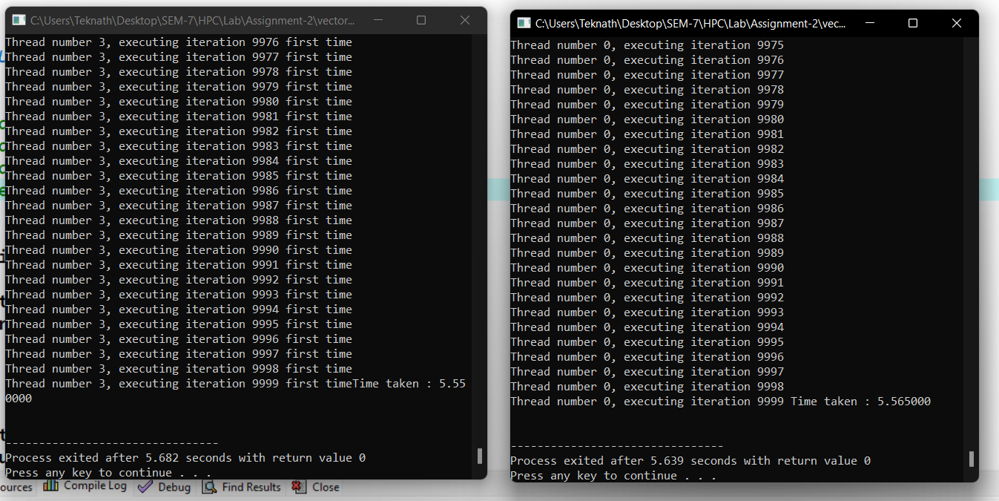 C:\Users\Teknath\Desktop\SEM-7\HPC\Lab\Assignment-2\vector...
Thread number 3, executing iteration 9976 first time
Thread number 3, executing iteration 9977 first time
Thread number 3, executing iteration 9978 first time
Thread number 3, executing iteration 9979 first time
Thread number 3, executing iteration 9980 first time
Thread number 3, executing iteration 9981 first time
Thread number 3, executing iteration 9982 first time
Thread number 3, executing iteration 9983 first time
Thread number 3, executing iteration 9984 first time
Thread number 3, executing iteration 9985 first time
Thread number 3, executing iteration 9986 first time
Thread number 3, executing iteration 9987 first time
Thread number 3, executing iteration 9988 first time
Thread number 3, executing iteration 9989 first time
Thread number 3, executing iteration 9990 first time
Thread number 3, executing iteration 9991 first time
Thread number 3, executing iteration 9992 first time
Thread number 3, executing iteration 9993 first time
Thread number 3, executing iteration 9994 first time
Thread number 3, executing iteration 9995 first time
Thread number 3, executing iteration 9996 first time
Thread number 3, executing iteration 9997 first time
Thread number 3, executing iteration 9998 first time
Thread number 3, executing iteration 9999 first timeTime taken : 5.55
0000
--------------------------------
Process exited after 5.682 seconds with return value 0
Press any key to continue . . .
C:\Users\Teknath\Desktop\SEM-7\HPC\Lab\Assignment-2\vec...
Thread number 0, executing iteration 9975
Thread number 0, executing iteration 9976
Thread number 0, executing iteration 9977
Thread number 0, executing iteration 9978
Thread number 0, executing iteration 9979
Thread number 0, executing iteration 9980
Thread number 0, executing iteration 9981
Thread number 0, executing iteration 9982
Thread number 0, executing iteration 9983
Thread number 0, executing iteration 9984
Thread number 0, executing iteration 9985
Thread number 0, executing iteration 9986
Thread number 0, executing iteration 9987
Thread number 0, executing iteration 9988
Thread number 0, executing iteration 9989
Thread number 0, executing iteration 9990
Thread number 0, executing iteration 9991
Thread number 0, executing iteration 9992
Thread number 0, executing iteration 9993
Thread number 0, executing iteration 9994
Thread number 0, executing iteration 9995
Thread number 0, executing iteration 9996
Thread number 0, executing iteration 9997
Thread number 0, executing iteration 9998
Thread number 0, executing iteration 9999 Time taken : 5.565000
--------------------------------
Process exited after 5.639 seconds with return value 0
Press any key to continue . . .
ources Compile Log Debug Find Results Close